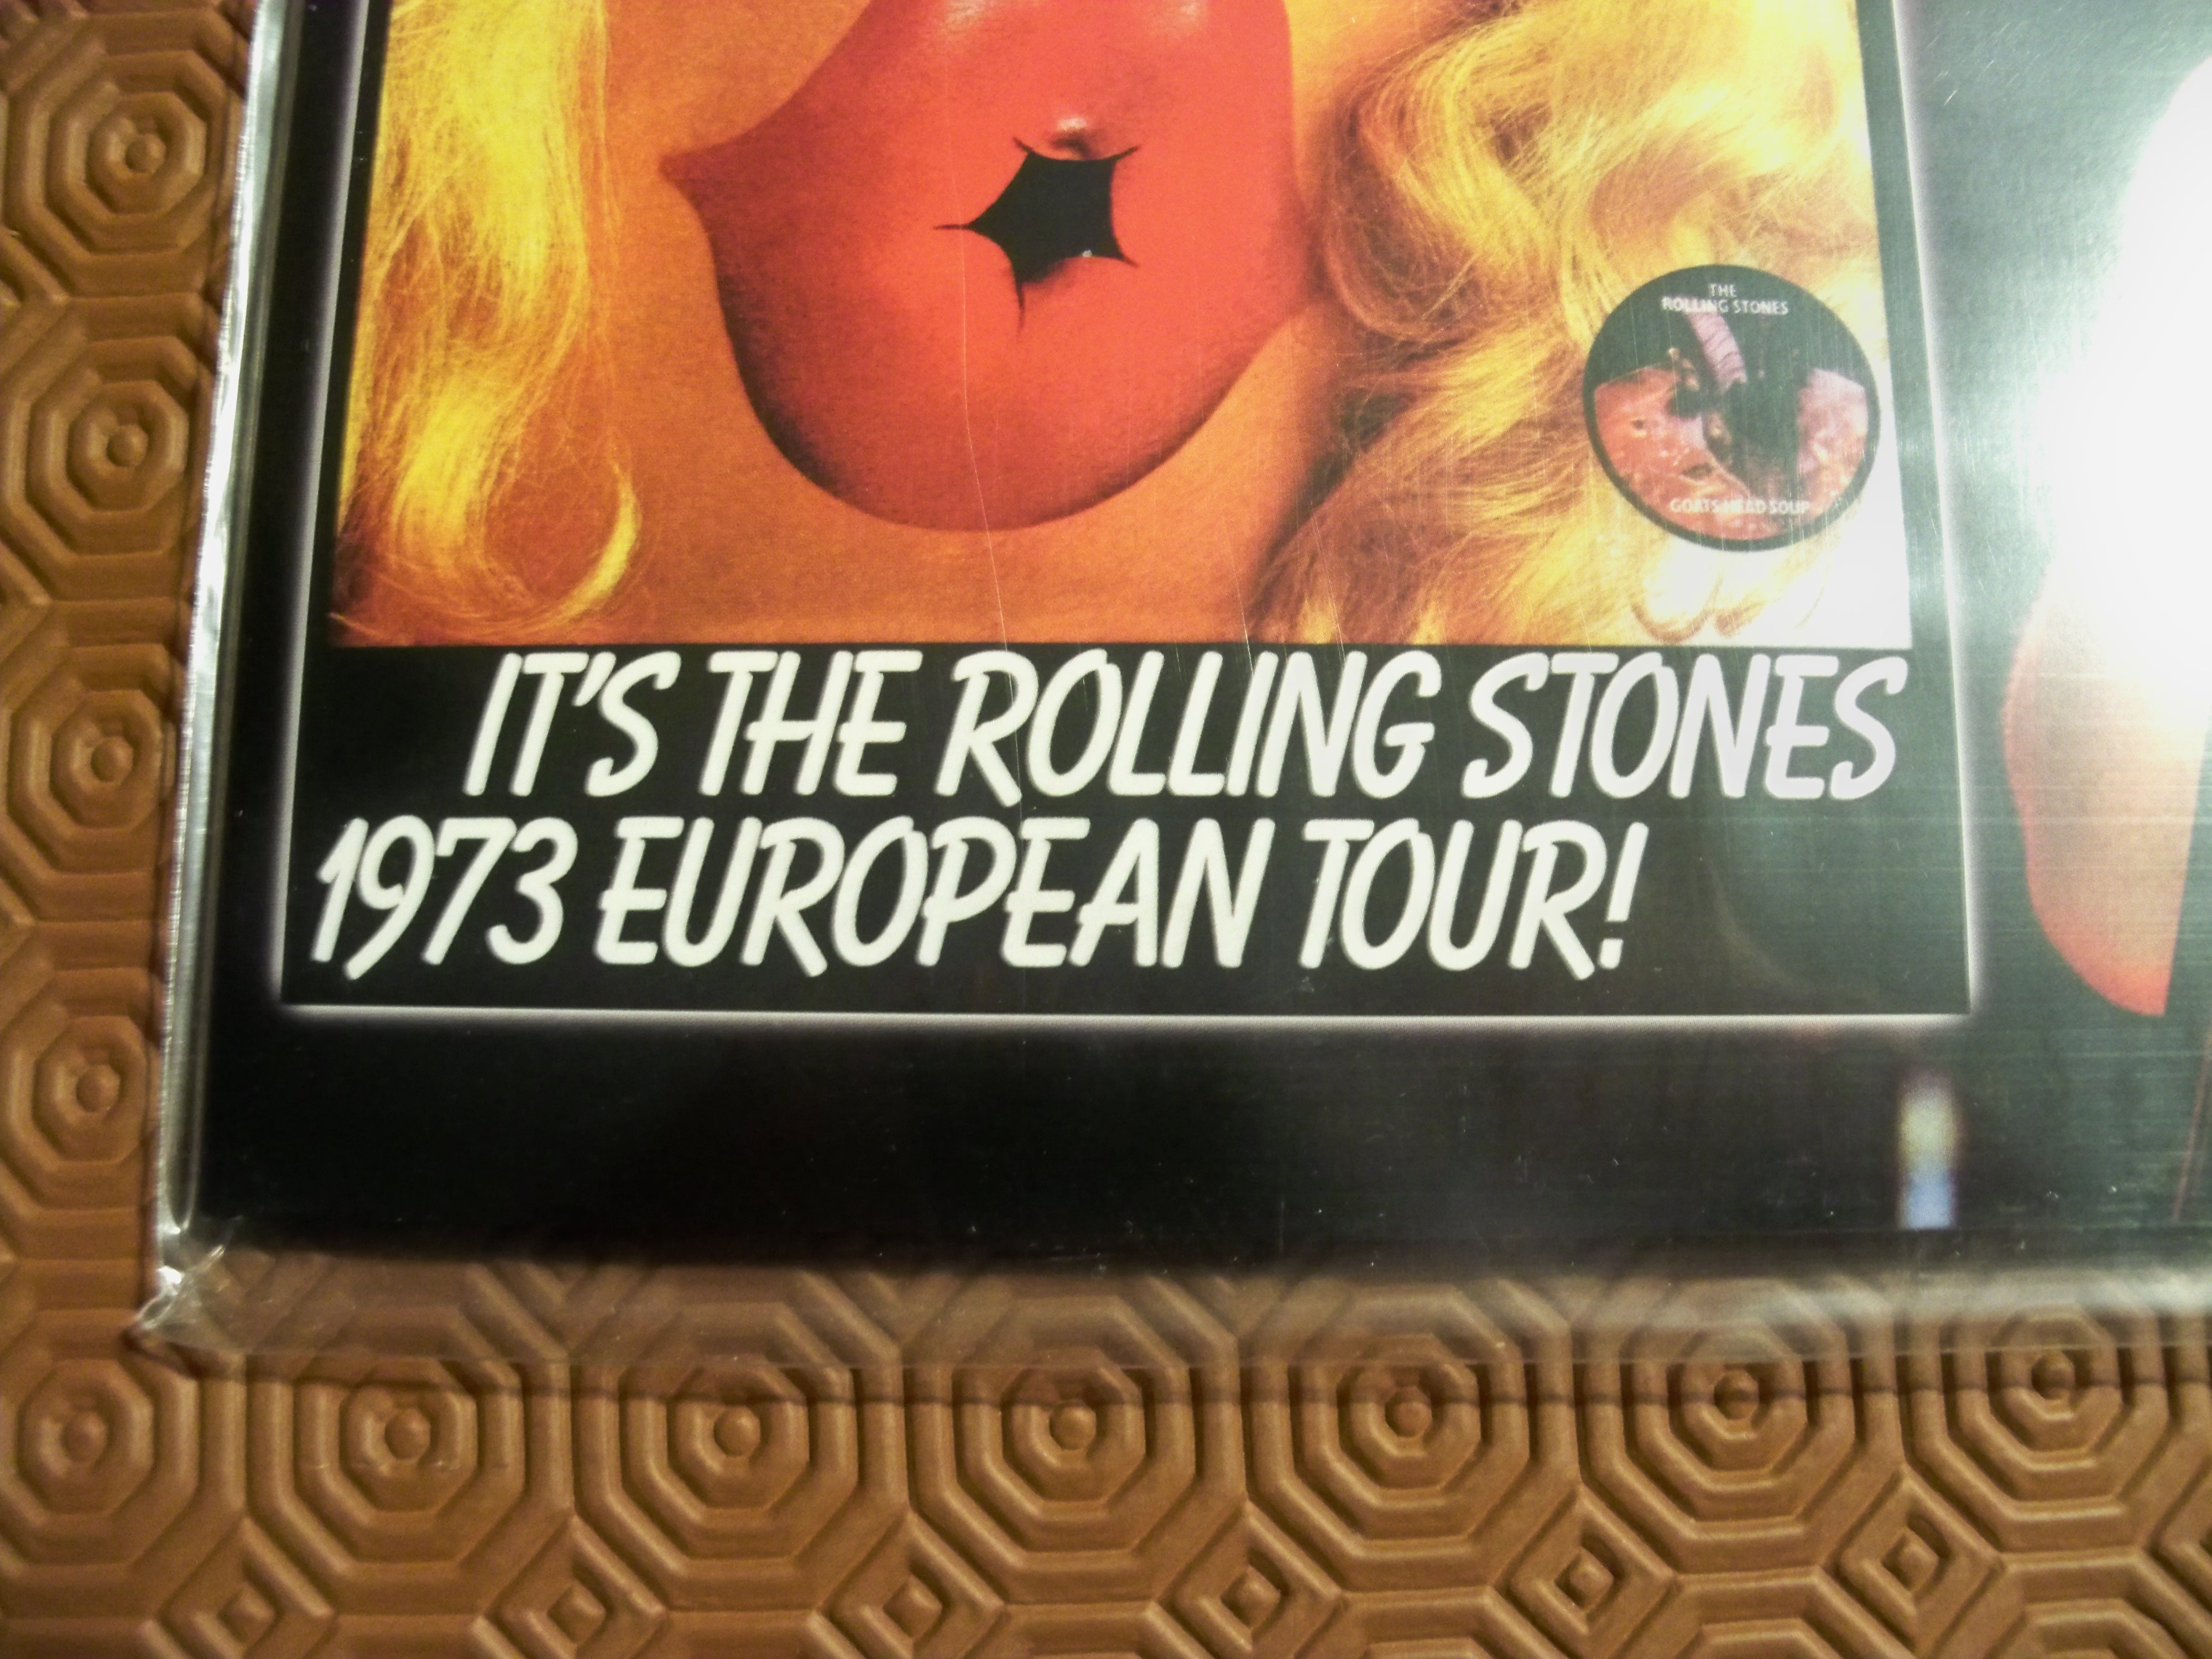 THE
ROLLING STONES
GOATS HEAD SOUP
IT'S THE ROLLING STONES
1973 EUROPEAN TOUR!